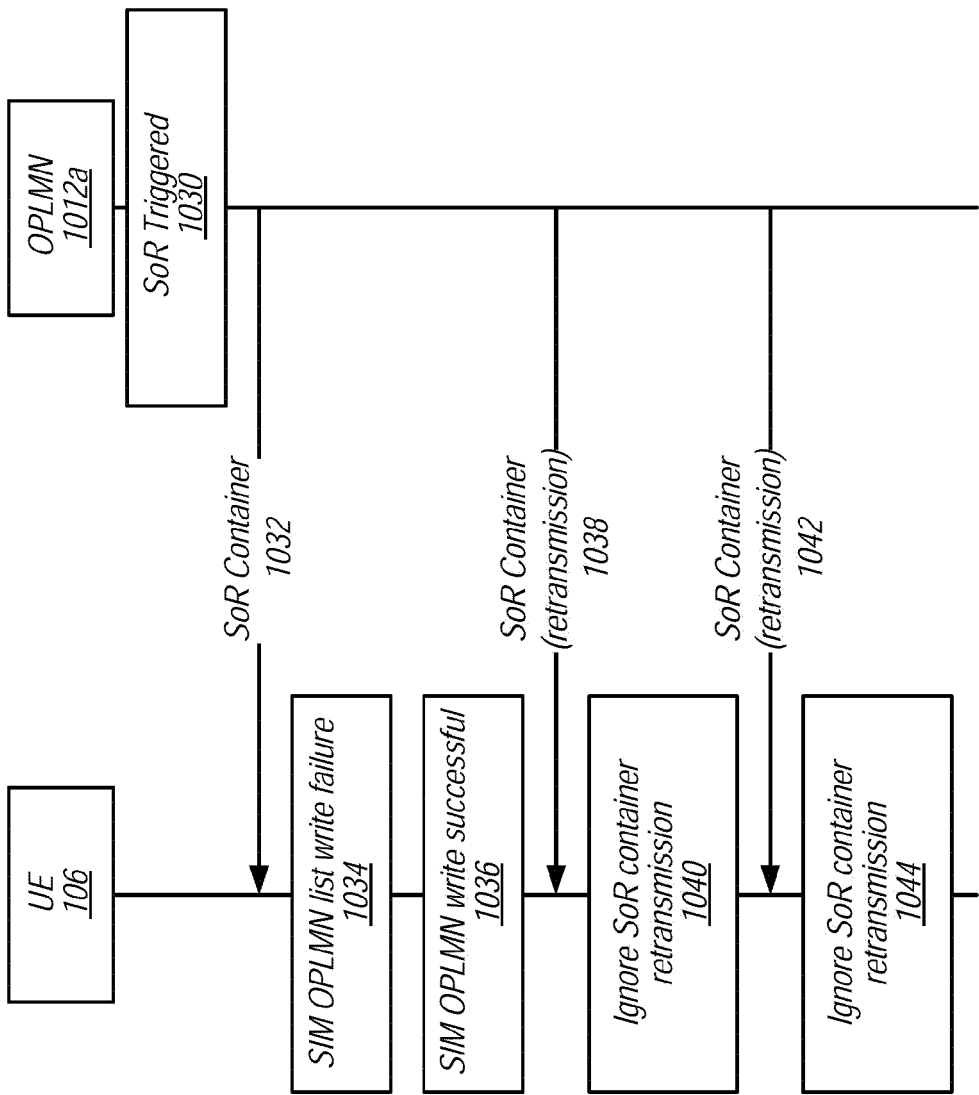 UE
106
OPLMN
1012a
SoR Triggered
1030
SoR Container
1032
SIM OPLMN list write failure
1034
SIM OPLMN write successful
1036
SoR Container
(retransmission)
1038
Ignore SoR container
retransmission
1040
SoR Container
(retransmission)
1042
Ignore SoR container
retransmission
1044